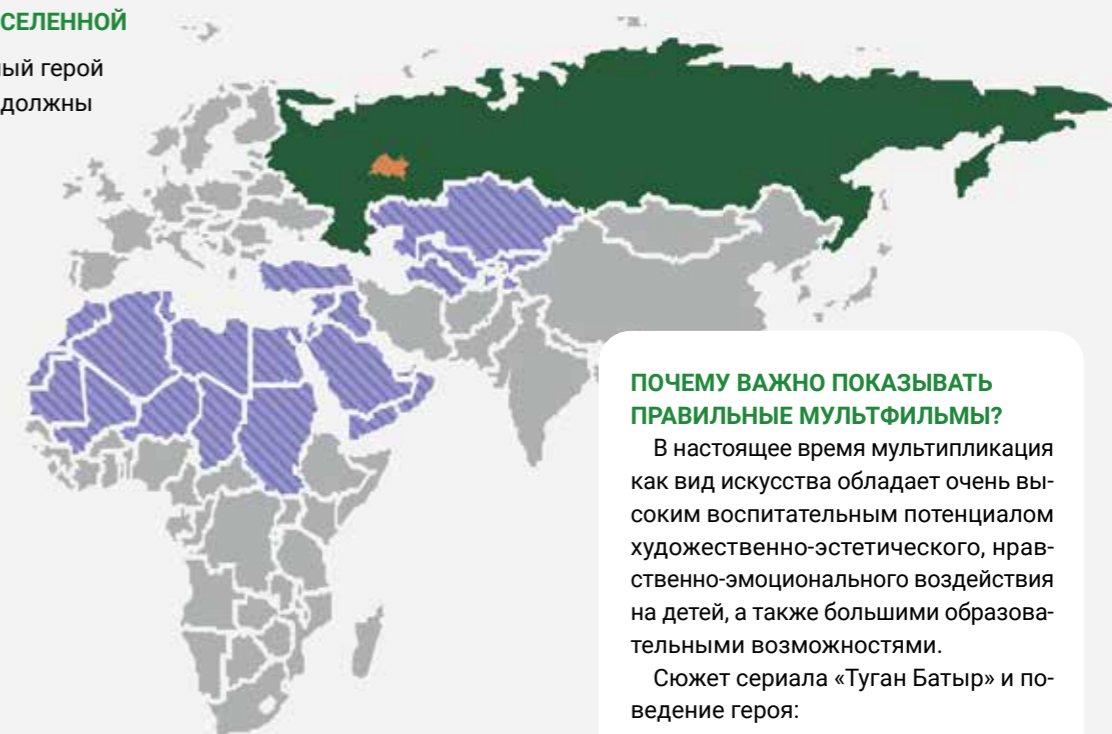 СЕЛЕННОЙ
ый герой
должны
ПОЧЕМУ ВАЖНО ПОКАЗЫВАТЬ
ПРАВИЛЬНЫЕ МУЛЬТФИЛЬМЫ?
В настоящее время мультипликация
как вид искусства обладает очень вы-
соким воспитательным потенциалом
художественно-эстетического, нрав-
ственно-эмоционального воздействия
на детей, а также большими образова-
тельными возможностями.
Сюжет сериала «Туган Батыр» и по-
ведение героя: